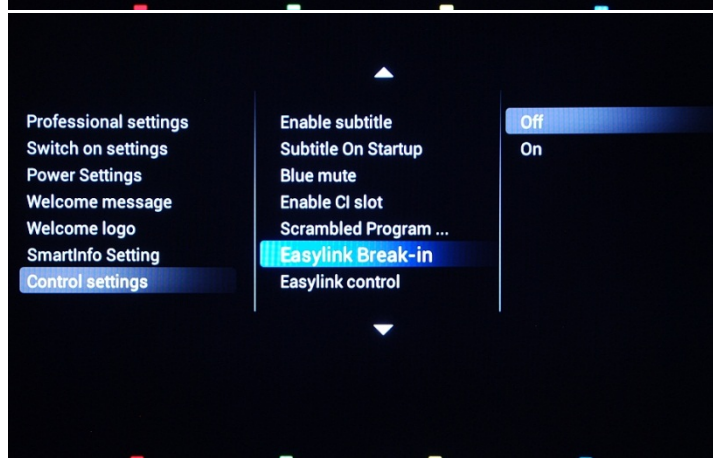 Professional settings
Switch on settings
Power Settings
Welcome message
Welcome logo
SmartInfo Setting
Control settings
Enable subtitle
Subtitle On Startup
Blue mute
Enable CI slot
Scrambled Program ...
Easylink Break-in
Easylink control
Off
On